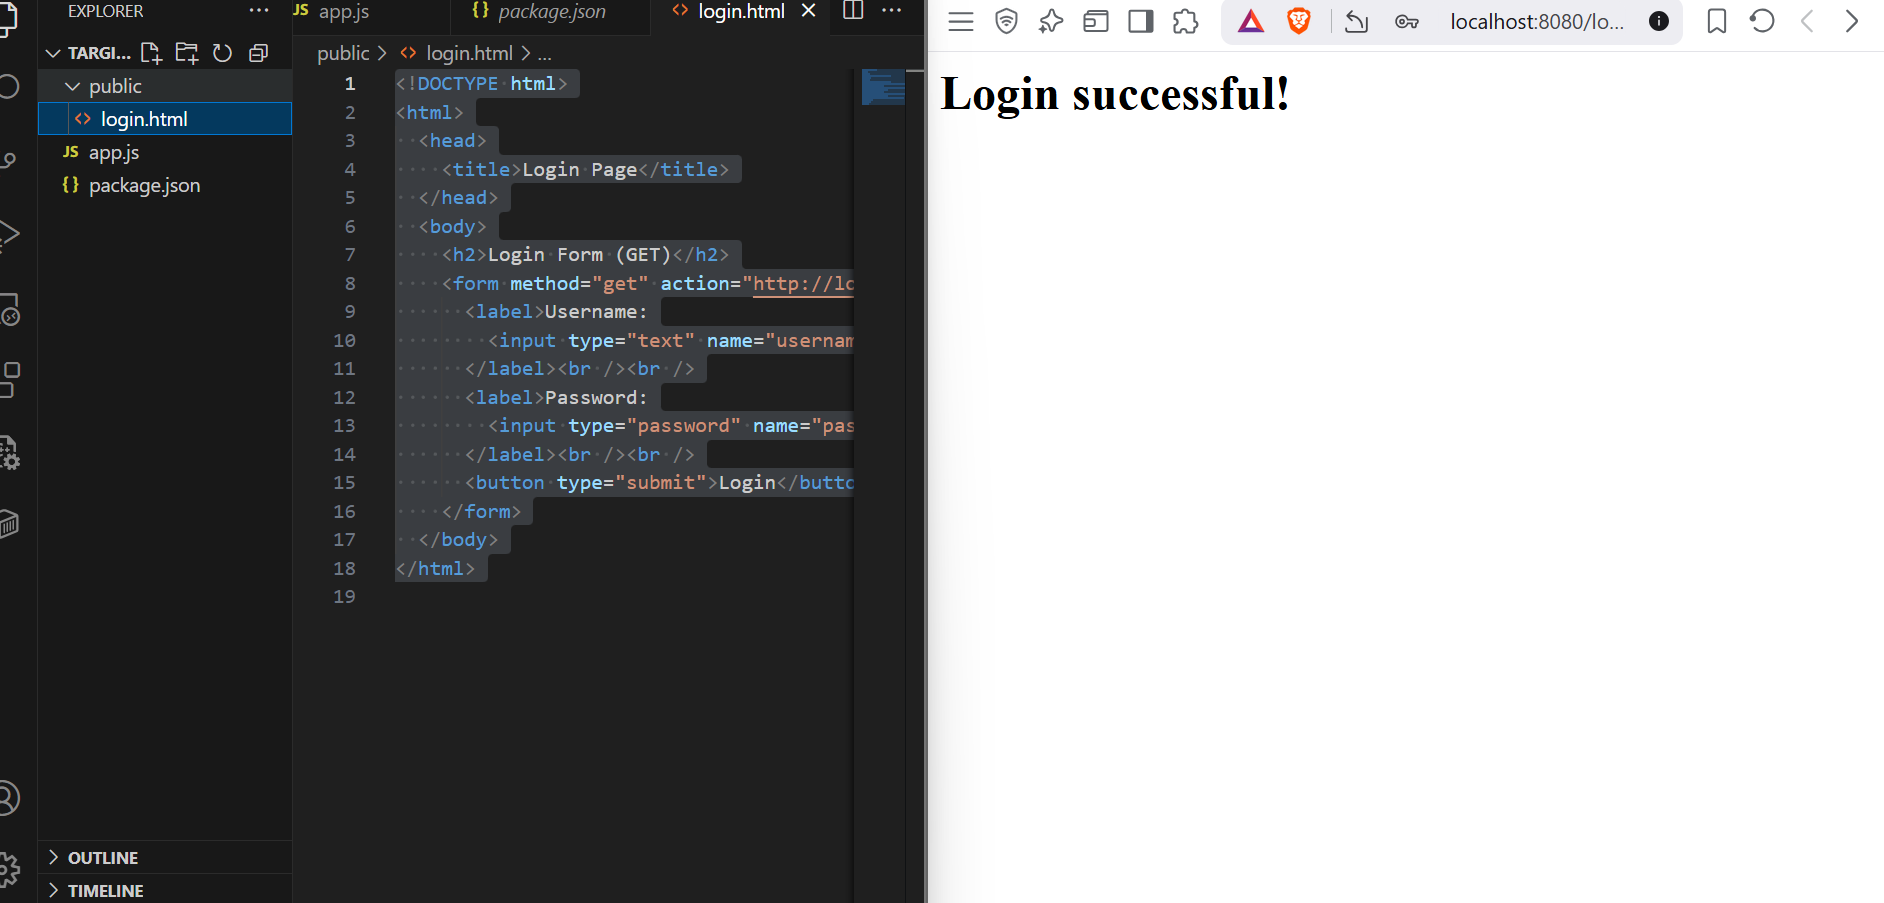 EXPLORER
TARGI...
public
login.html
app.js
package.json
OUTLINE
TIMELINE
JS app.js
{} package.json
<> login.html
public > <> login.html > ...
1 <!DOCTYPE html>
2 <html>
3 <head>
4 <title>Login Page</title>
5 </head>
6 <body>
7 <h2>Login Form (GET)</h2>
8 <form method="get" action="http://lo
9 <label>Username:
10 <input type="text" name="usernam
11 </label><br /><br />
12 <label>Password:
13 <input type="password" name="pas
14 </label><br /><br />
15 <button type="submit">Login</butto
16 </form>
17 </body>
18 </html>
19
localhost:8080/lo...
Login successful!